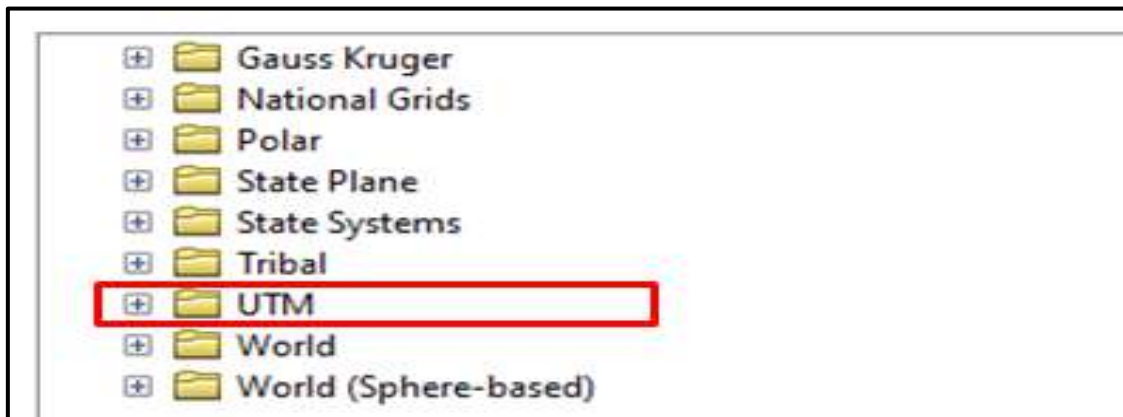 Gauss Kruger
National Grids
Polar
State Plane
State Systems
Tribal
UTM
World
World (Sphere-based)